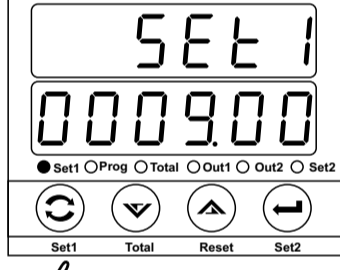 SEt 1
0009.00
Set1 Prog Total Out1 Out2 Set2
Set1 Total Reset Set2